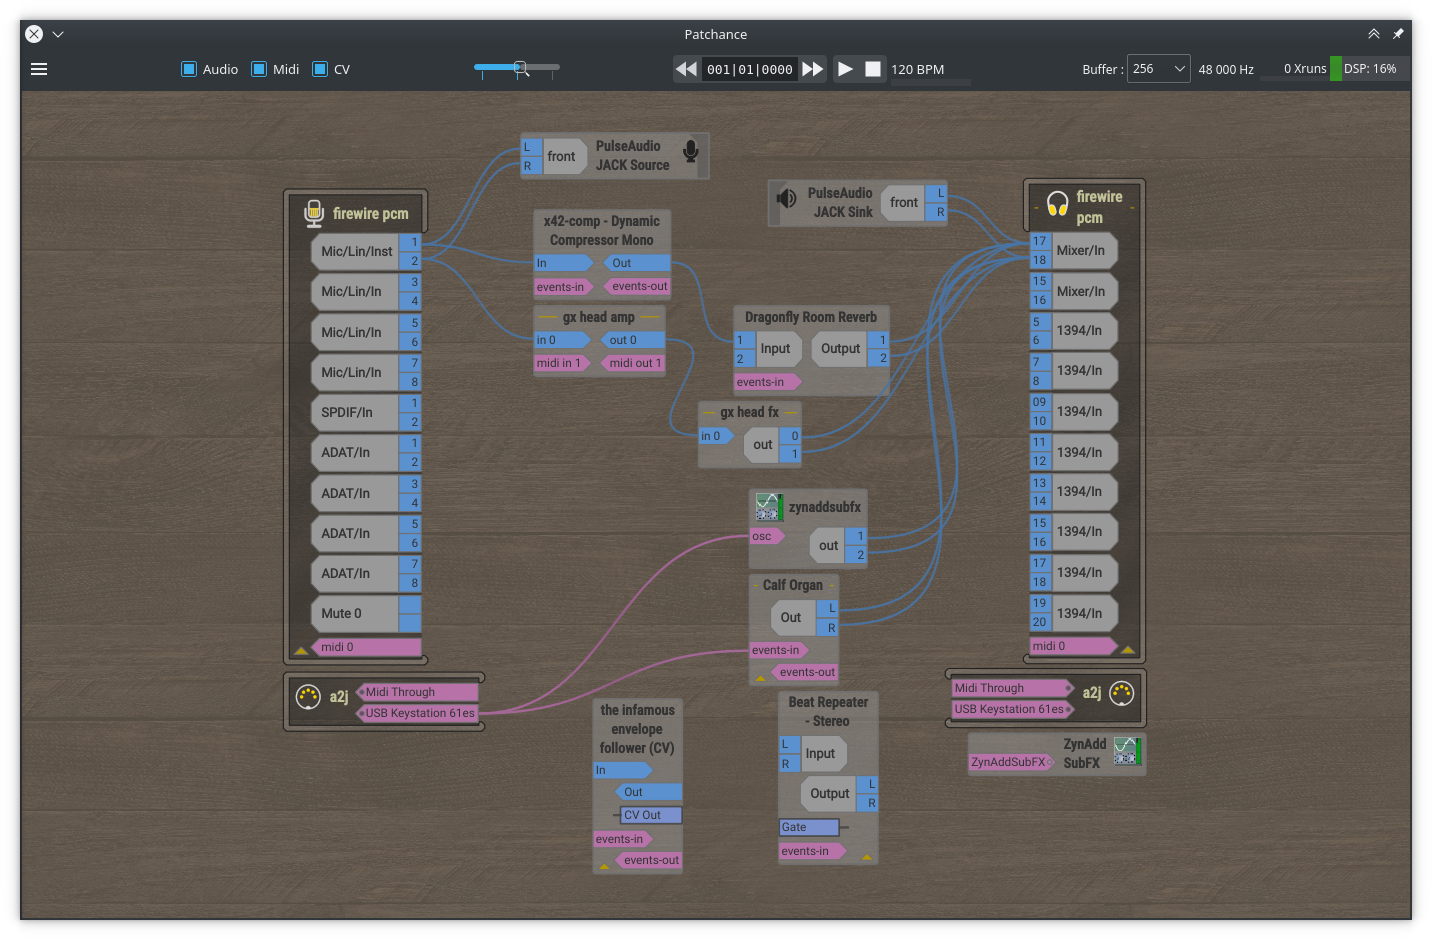 Patchance
Audio Midi CV
001|01|0000
120 BPM
Buffer : 256 48 000 Hz 0 Xruns DSP: 16%
firewire pcm
Mic/Lin/Inst 1 2
Mic/Lin/In 3 4
Mic/Lin/In 5 6
Mic/Lin/In 7 8
SPDIF/In 1 2
ADAT/In 1 2
ADAT/In 3 4
ADAT/In 5 6
ADAT/In 7 8
Mute 0
midi 0
a2j
Midi Through
USB Keystation 61es
L
R
front
PulseAudio
JACK Source
x42-comp - Dynamic
Compressor Mono
In Out
events-in events-out
gx head amp
in 0 out 0
midi in 1 midi out 1
PulseAudio
JACK Sink
front
L
R
Dragonfly Room Reverb
1 2 Input Output 1 2
events-in
gx head fx
in 0 out 0 1
zynaddsubfx
osc
out 1 2
Calf Organ
Out L R
events-in
events-out
the infamous
envelope
follower (CV)
In
Out
CV Out
events-in
events-out
Beat Repeater
- Stereo
L R Input
Output L R
Gate
events-in
firewire
pcm
17 18 Mixer/In
15 16 Mixer/In
5 6 1394/In
7 8 1394/In
09 10 1394/In
11 12 1394/In
13 14 1394/In
15 16 1394/In
17 18 1394/In
19 20 1394/In
midi 0
Midi Through
USB Keystation 61es
a2j
ZynAddSubFX
ZynAdd
SubFX